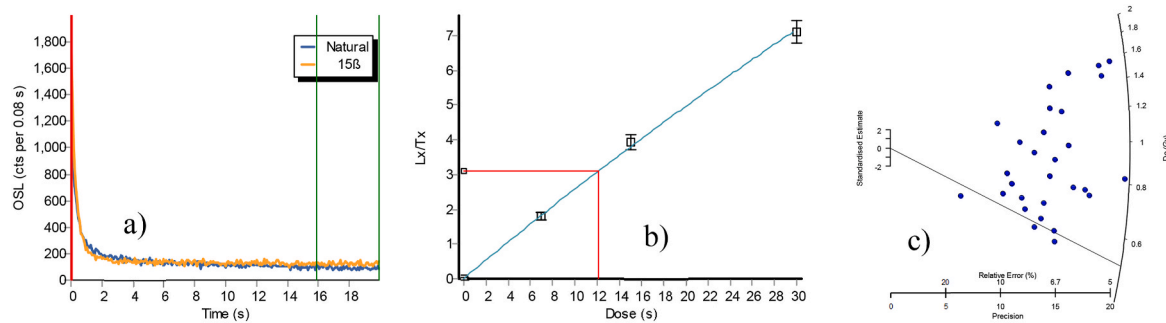 1,800
1,600
1,400
1,200
1,000
800
600
400
200
0
OSL (cts per 0.08 s)
Natural
15ß
a)
0 2 4 6 8 10 12 14 16 18
Time (s)
7
6
5
4
3
2
1
0
Lx/Tx
b)
0 2 4 6 8 10 12 14 16 18 20 22 24 26 28 30
Dose (s)
2
1.8
1.6
1.4
1.2
1
0.8
0.6
Standardised Estimate
2
0
-2
c)
Relative Error (%)
20 10 6.7 5
0 5 10 15 20
Precision